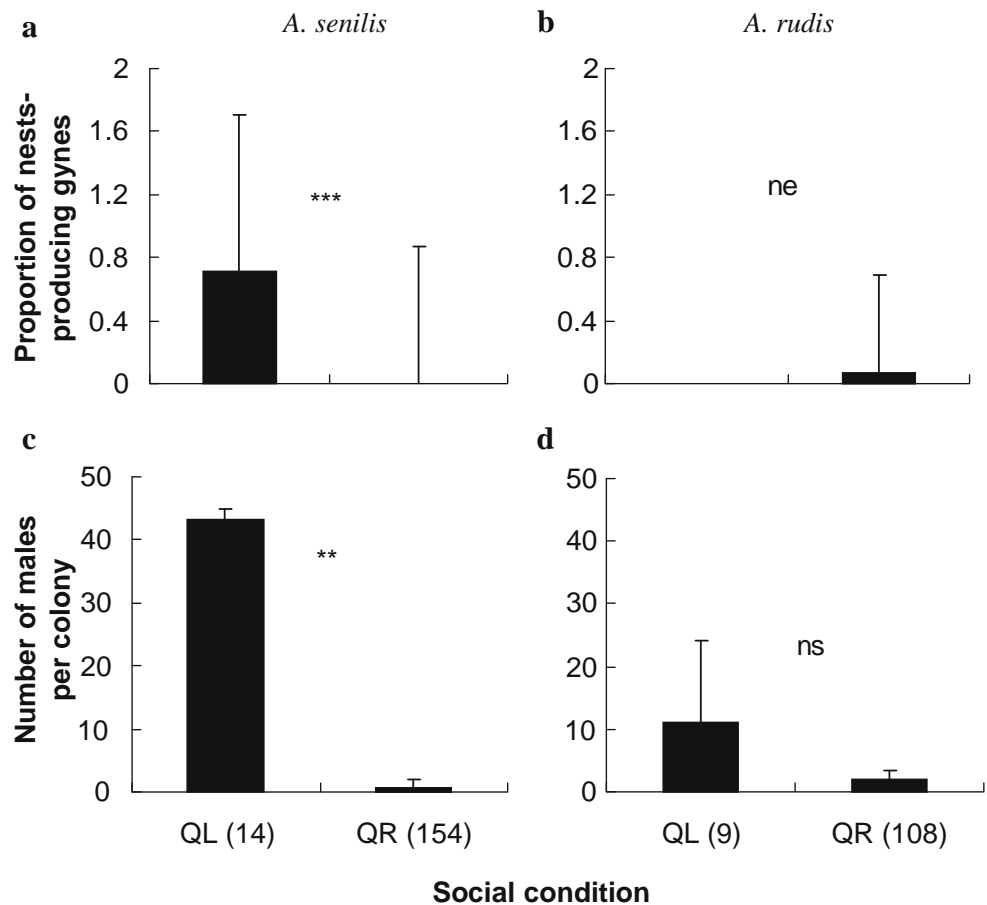 a
A. senilis
b
A. rudis
Proportion of nests-
producing gynes
2
1.6
1.2
0.8
0.4
0
***
2
1.6
1.2
0.8
0.4
0
ne
c
d
Number of males
per colony
50
40
30
20
10
0
**
QL (14)
QR (154)
50
40
30
20
10
0
ns
QL (9)
QR (108)
Social condition